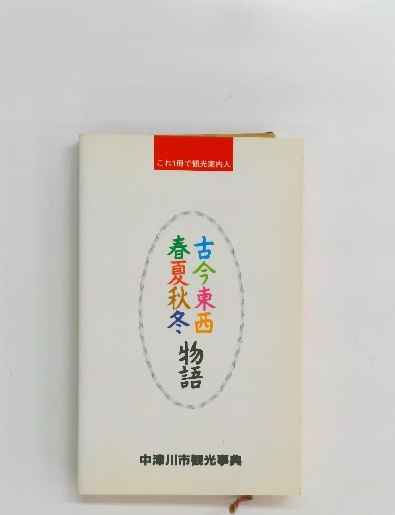 これ1冊で観光案内人
古今東西
春夏秋冬
物語
中津川市観光事典